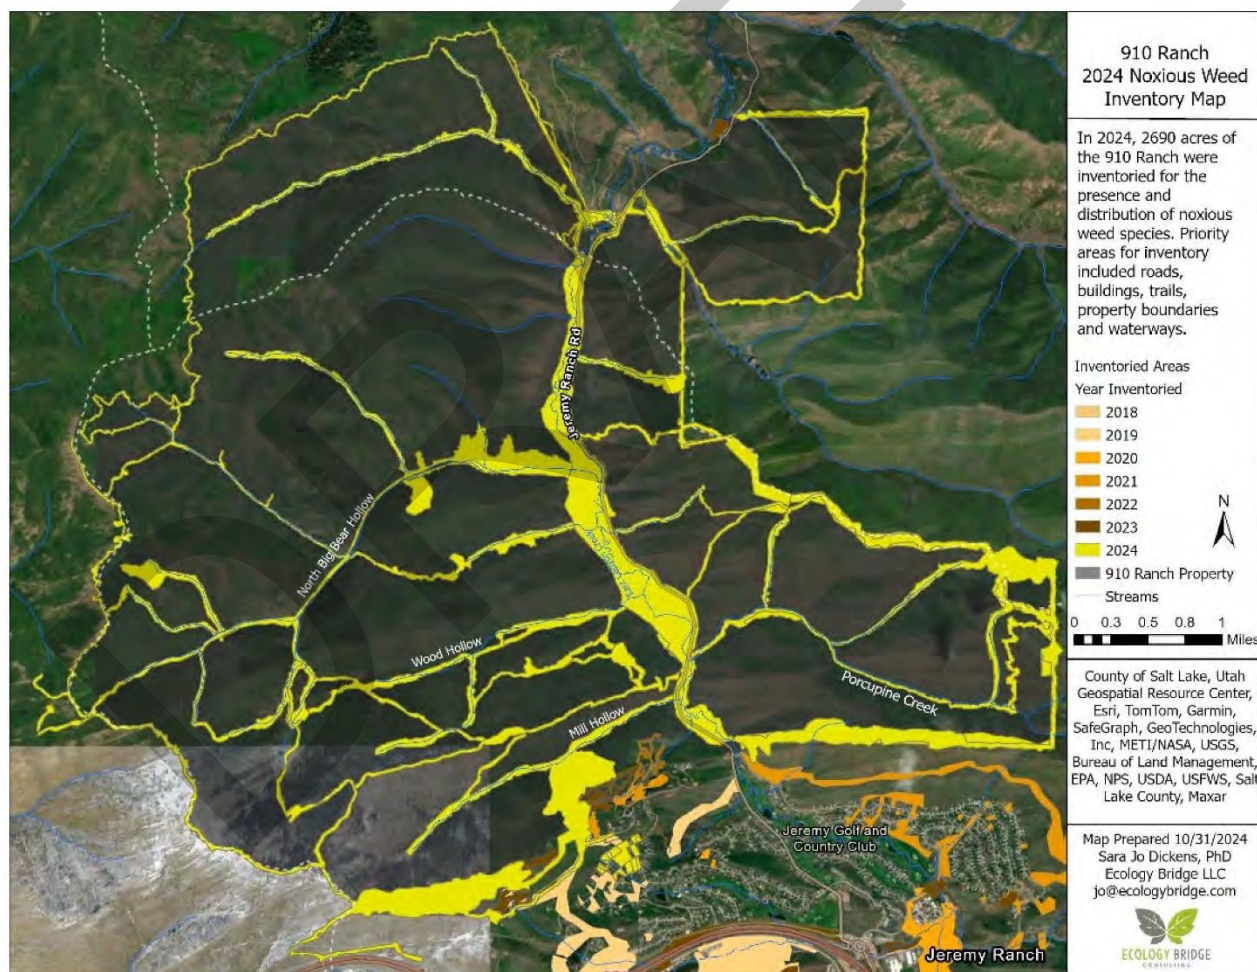 910 Ranch
2024 Noxious Weed
Inventory Map
In 2024, 2690 acres of
the 910 Ranch were
inventoried for the
presence and
distribution of noxious
weed species. Priority
areas for inventory
included roads,
buildings, trails,
property boundaries
and waterways.
Inventoried Areas
Year Inventoried
2018
2019
2020
2021
2022
2023
2024
910 Ranch Property
Streams
N
0 0.3 0.5 0.8 1
Miles
County of Salt Lake, Utah
Geospatial Resource Center,
Esri, TomTom, Garmin,
SafeGraph, GeoTechnologies,
Inc, METI/NASA, USGS,
Bureau of Land Management,
EPA, NPS, USDA, USFWS, Salt
Lake County, Maxar
Map Prepared 10/31/2024
Sara Jo Dickens, PhD
Ecology Bridge LLC
jo@ecologybridge.com
ECOLOGY BRIDGE
CONSULTING
Jeremy Ranch Rd
North Big Bear Hollow
Wood Hollow
Mill Hollow
Porcupine Creek
Jeremy Golf and
Country Club
Jeremy Ranch
DRAFT